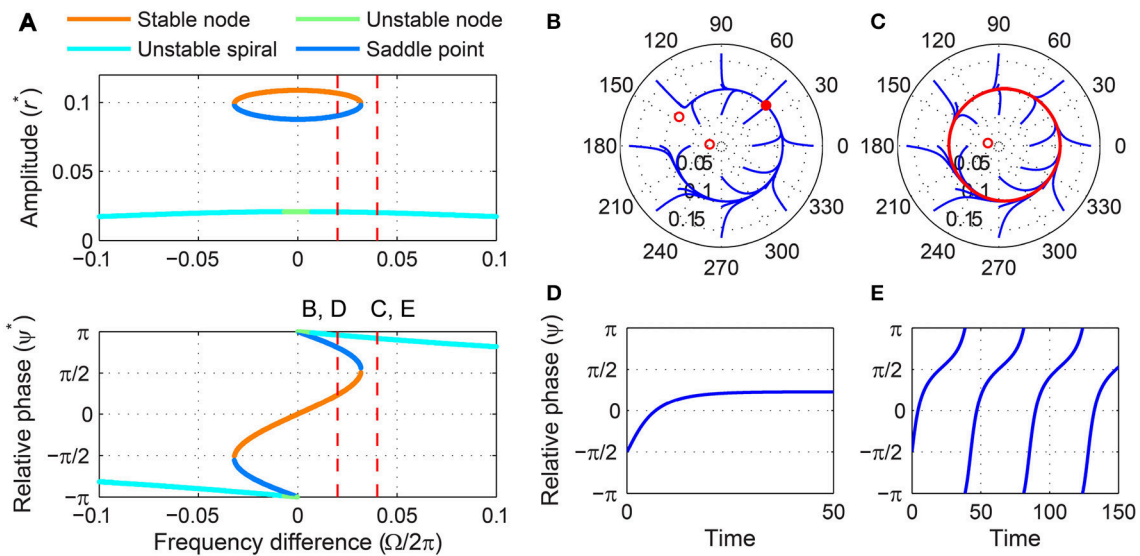 A
Stable node
Unstable node
Unstable spiral
Saddle point
Amplitude (r*)
0.1
0.05
0
−0.1
−0.05
0
0.05
0.1
B, D
C, E
Relative phase (ψ*)
π
π/2
0
−π/2
−π
−0.1
−0.05
0
0.05
0.1
Frequency difference (Ω/2π)
B
90
120
60
150
30
180
0
210
330
240
300
270
0.05
0.1
0.15
C
90
120
60
150
30
180
0
210
330
240
300
270
0.05
0.1
0.15
D
Relative phase (ψ)
π
π/2
0
−π/2
−π
0
50
Time
E
π
π/2
0
−π/2
−π
0
50
100
150
Time